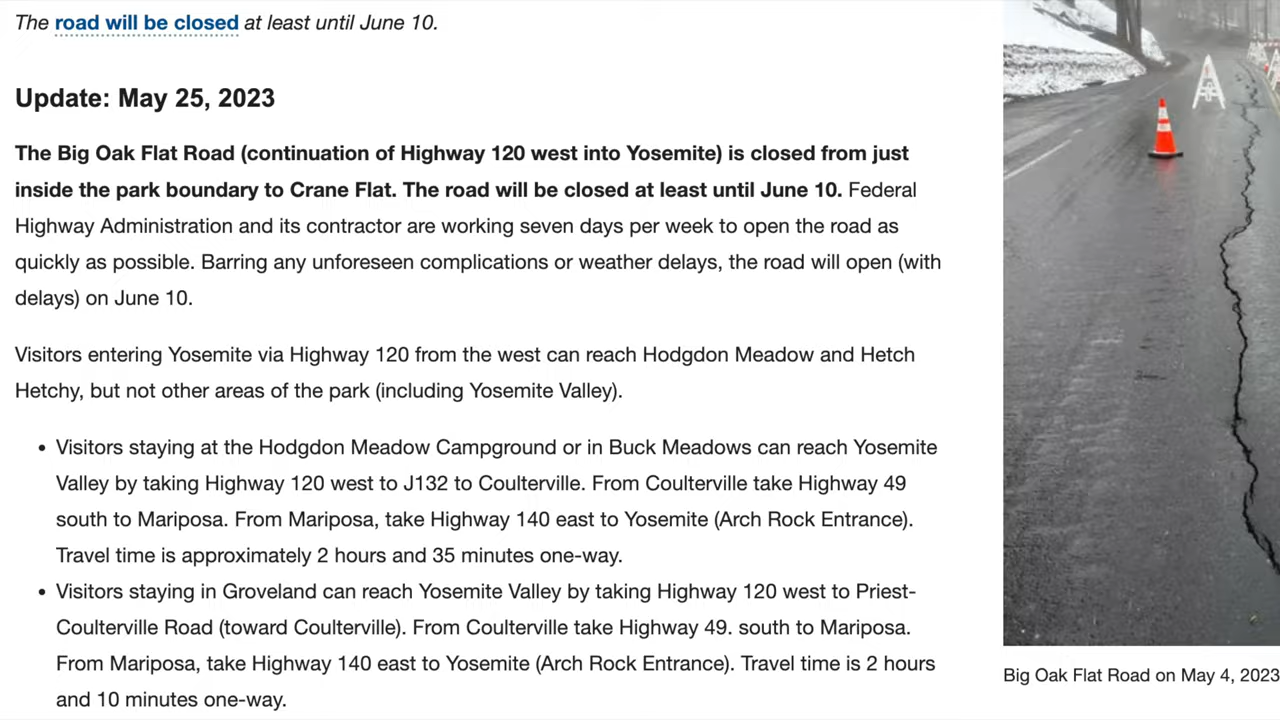 The road will be closed at least until June 10.
Update: May 25, 2023
The Big Oak Flat Road (continuation of Highway 120 west into Yosemite) is closed from just
inside the park boundary to Crane Flat. The road will be closed at least until June 10. Federal
Highway Administration and its contractor are working seven days per week to open the road as
quickly as possible. Barring any unforeseen complications or weather delays, the road will open (with
delays) on June 10.
Visitors entering Yosemite via Highway 120 from the west can reach Hodgdon Meadow and Hetch
Hetchy, but not other areas of the park (including Yosemite Valley).
• Visitors staying at the Hodgdon Meadow Campground or in Buck Meadows can reach Yosemite
Valley by taking Highway 120 west to J132 to Coulterville. From Coulterville take Highway 49
south to Mariposa. From Mariposa, take Highway 140 east to Yosemite (Arch Rock Entrance).
Travel time is approximately 2 hours and 35 minutes one-way.
• Visitors staying in Groveland can reach Yosemite Valley by taking Highway 120 west to Priest-
Coulterville Road (toward Coulterville). From Coulterville take Highway 49. south to Mariposa.
From Mariposa, take Highway 140 east to Yosemite (Arch Rock Entrance). Travel time is 2 hours
and 10 minutes one-way.
Big Oak Flat Road on May 4, 2023